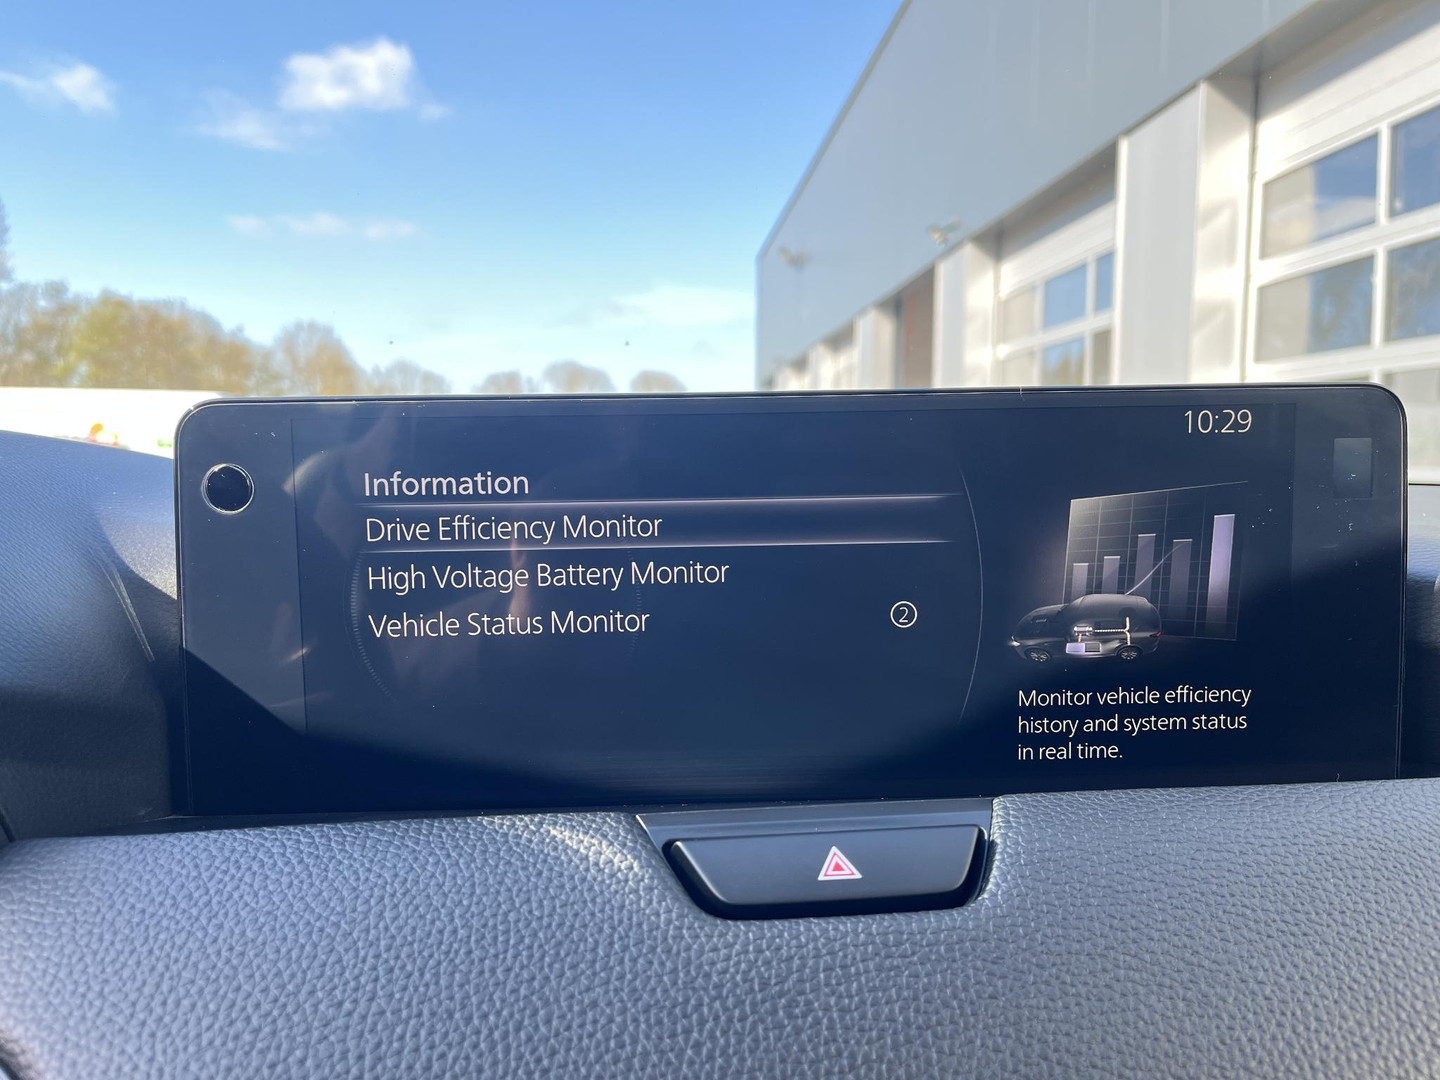 10:29
Information
Drive Efficiency Monitor
High Voltage Battery Monitor
Vehicle Status Monitor 2
Monitor vehicle efficiency
history and system status
in real time.